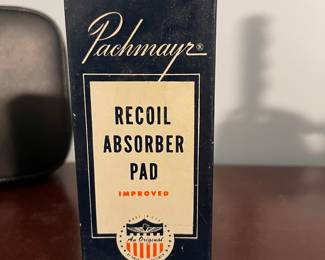 Pachmayr®
RECOIL
ABSORBER
PAD
IMPROVED
An Original